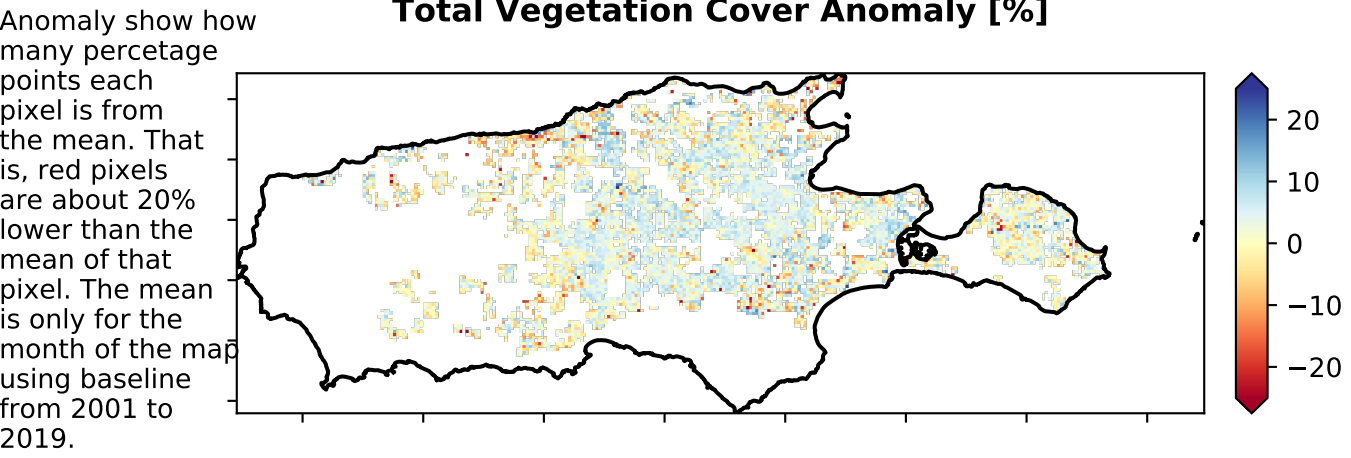 Total Vegetation Cover Anomaly [%]
Anomaly show how
many percetage
points each
pixel is from
the mean. That
is, red pixels
are about 20%
lower than the
mean of that
pixel. The mean
is only for the
month of the map
using baseline
from 2001 to
2019.
20
10
0
−10
−20